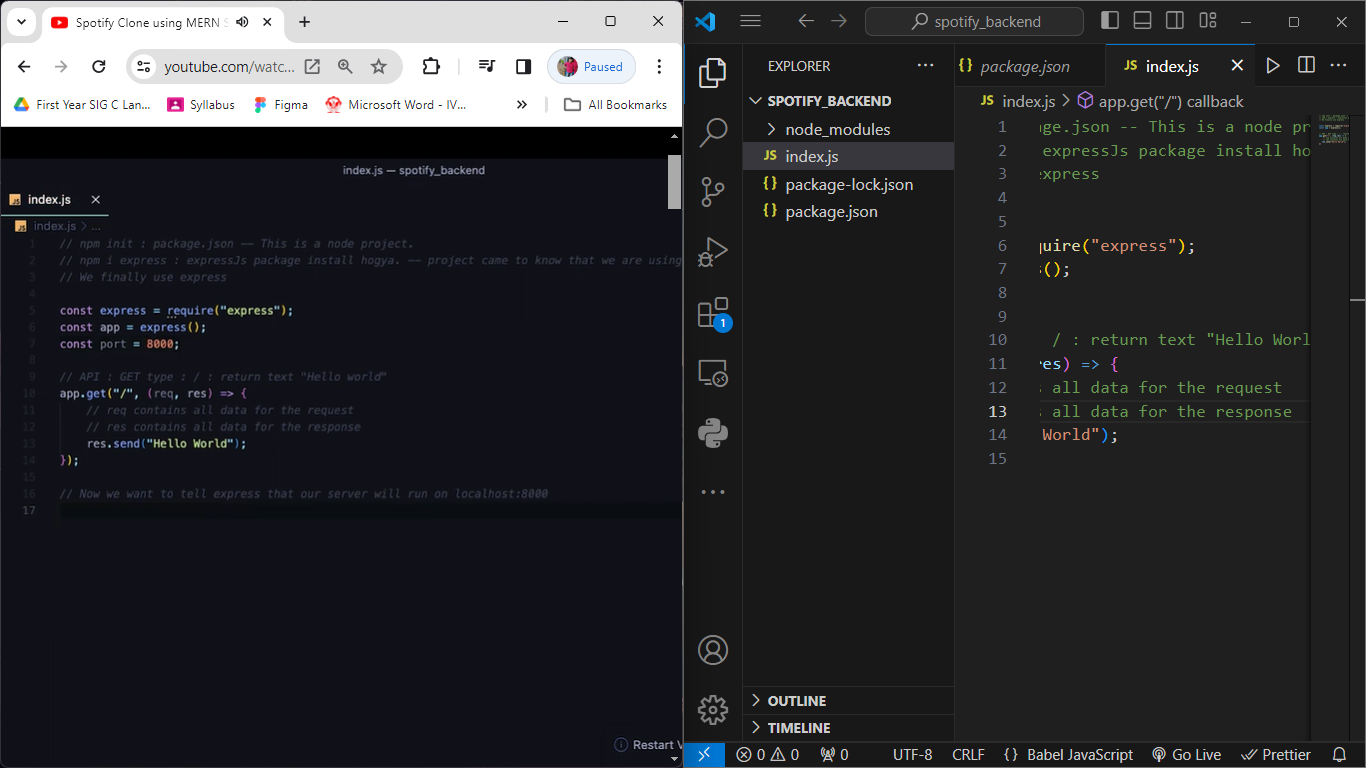 Spotify Clone using MERN S
youtube.com/watc...
Paused
First Year SIG C Lan...
Syllabus
Figma
Microsoft Word - IV...
»
All Bookmarks
index.js — spotify_backend
index.js
index.js > ...
1 // npm init : package.json -- This is a node project.
2 // npm i express : expressJs package install hogya. -- project came to know that we are using
3 // We finally use express
4
5 const express = require("express");
6 const app = express();
7 const port = 8000;
8
9 // API : GET type : / : return text "Hello world"
10 app.get("/", (req, res) => {
11 // req contains all data for the request
12 // res contains all data for the response
13 res.send("Hello World");
14 });
15
16 // Now we want to tell express that our server will run on localhost:8000
17
Restart V
spotify_backend
EXPLORER
SPOTIFY_BACKEND
node_modules
JS index.js
{} package-lock.json
{} package.json
1
OUTLINE
TIMELINE
{} package.json
JS index.js
JS index.js > app.get("/") callback
1 ge.json -- This is a node pr
2 expressJs package install ho
3 express
4
5
6 quire("express");
7 s();
8
9
10 / : return text "Hello Worl
11 res) => {
12 s all data for the request
13 s all data for the response
14 World");
15
0 0 0 UTF-8 CRLF {} Babel JavaScript Go Live Prettier